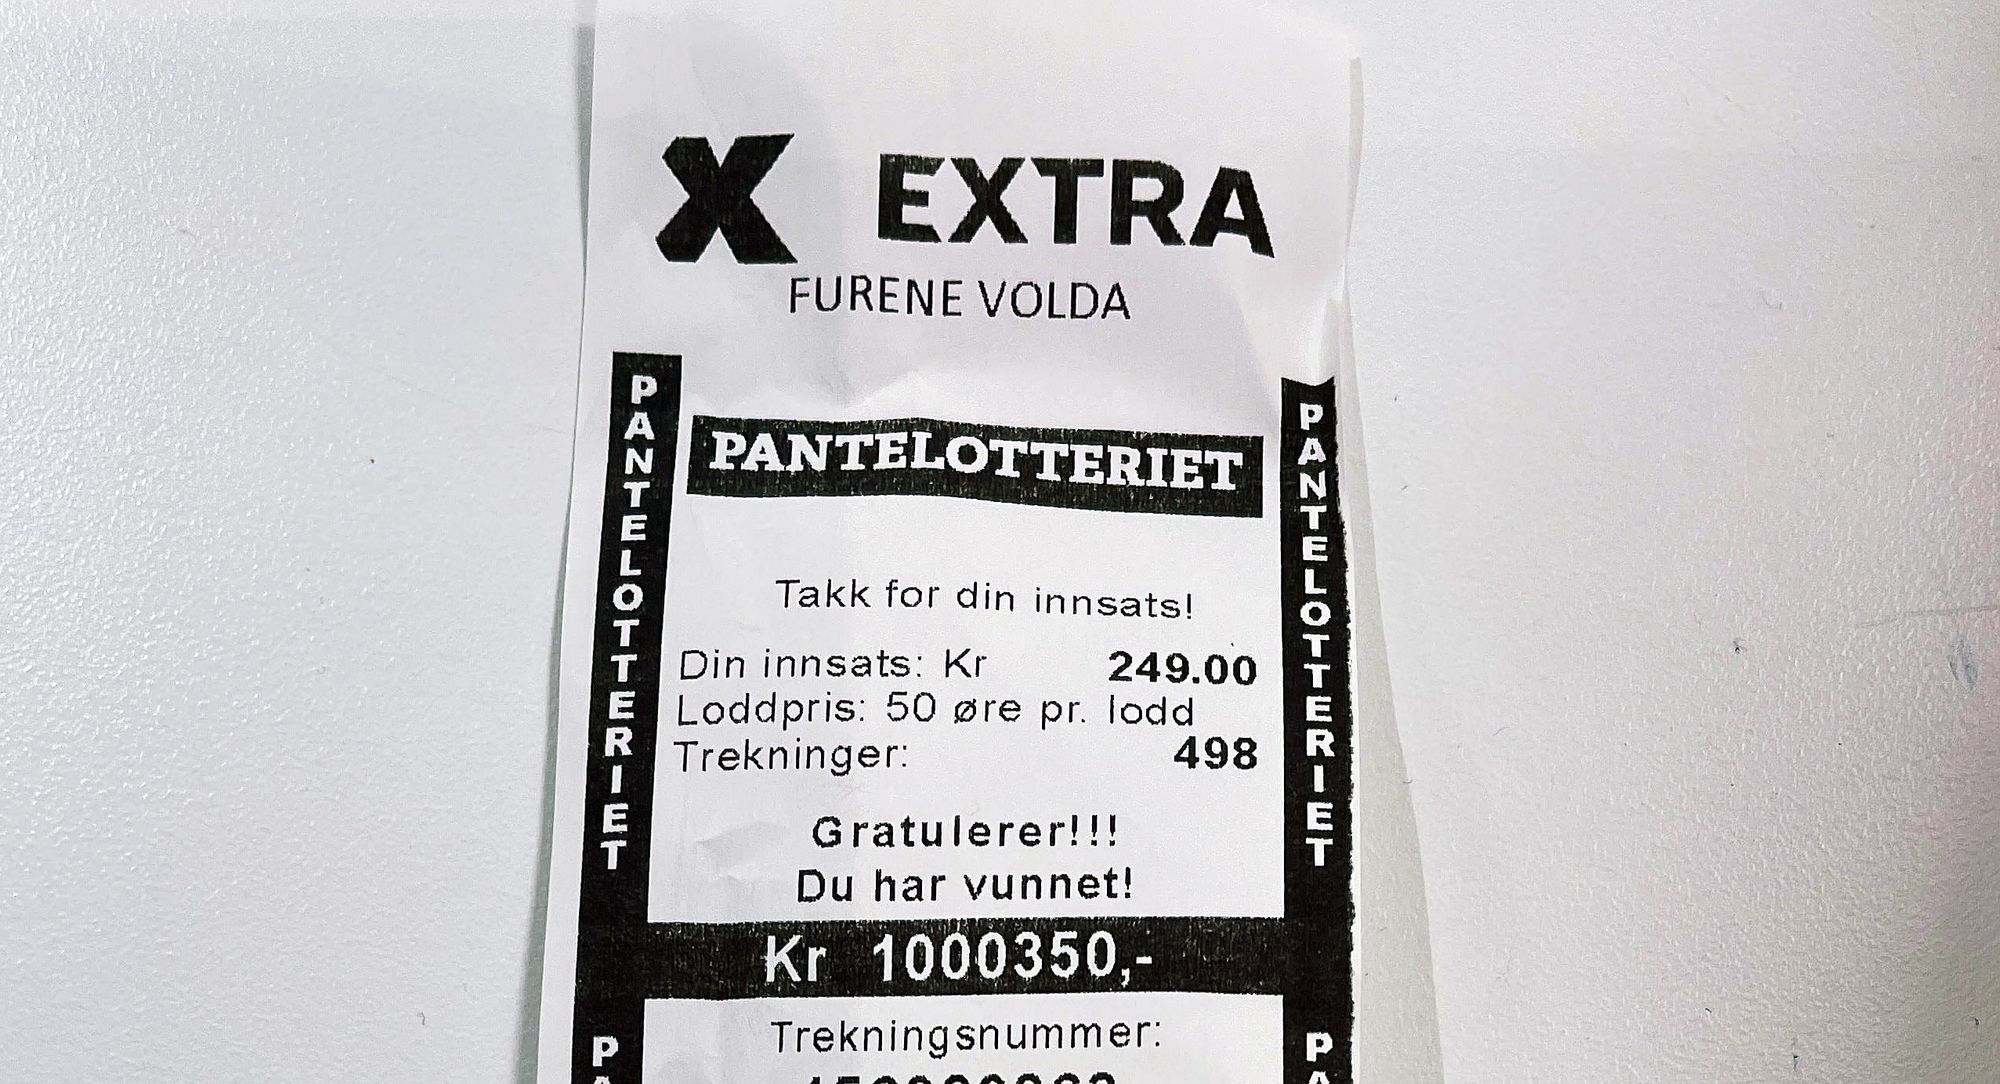 X EXTRA
FURENE VOLDA
PANTELOTTERIET
PANTELOTTERIET
PANTELOTTERIET
Takk for din innsats!
Din innsats: Kr 249.00
Loddpris: 50 øre pr. lodd
Trekninger: 498
Gratulerer!!!
Du har vunnet!
Kr 1000350,-
Trekningsnummer: